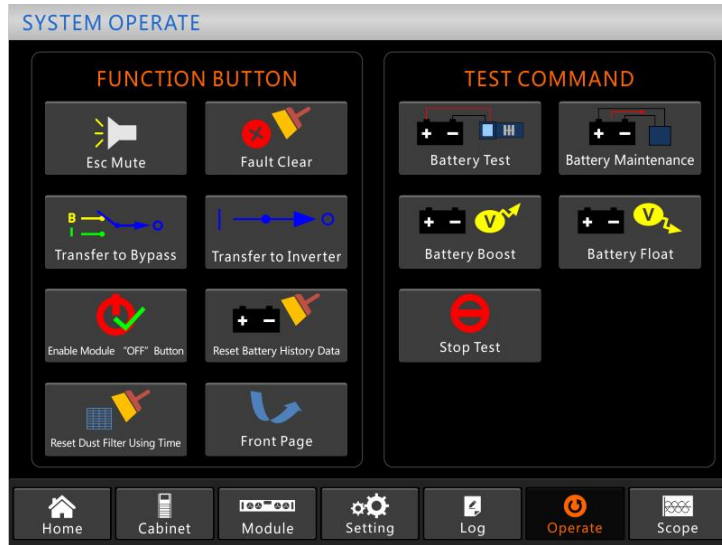 SYSTEM OPERATE
FUNCTION BUTTON
Esc Mute
Fault Clear
B
I
Transfer to Bypass
Transfer to Inverter
Enable Module “OFF” Button
Reset Battery History Data
Reset Dust Filter Using Time
Front Page
TEST COMMAND
Battery Test
Battery Maintenance
V
Battery Boost
V
Battery Float
Stop Test
Home
Cabinet
Module
Setting
Log
Operate
Scope